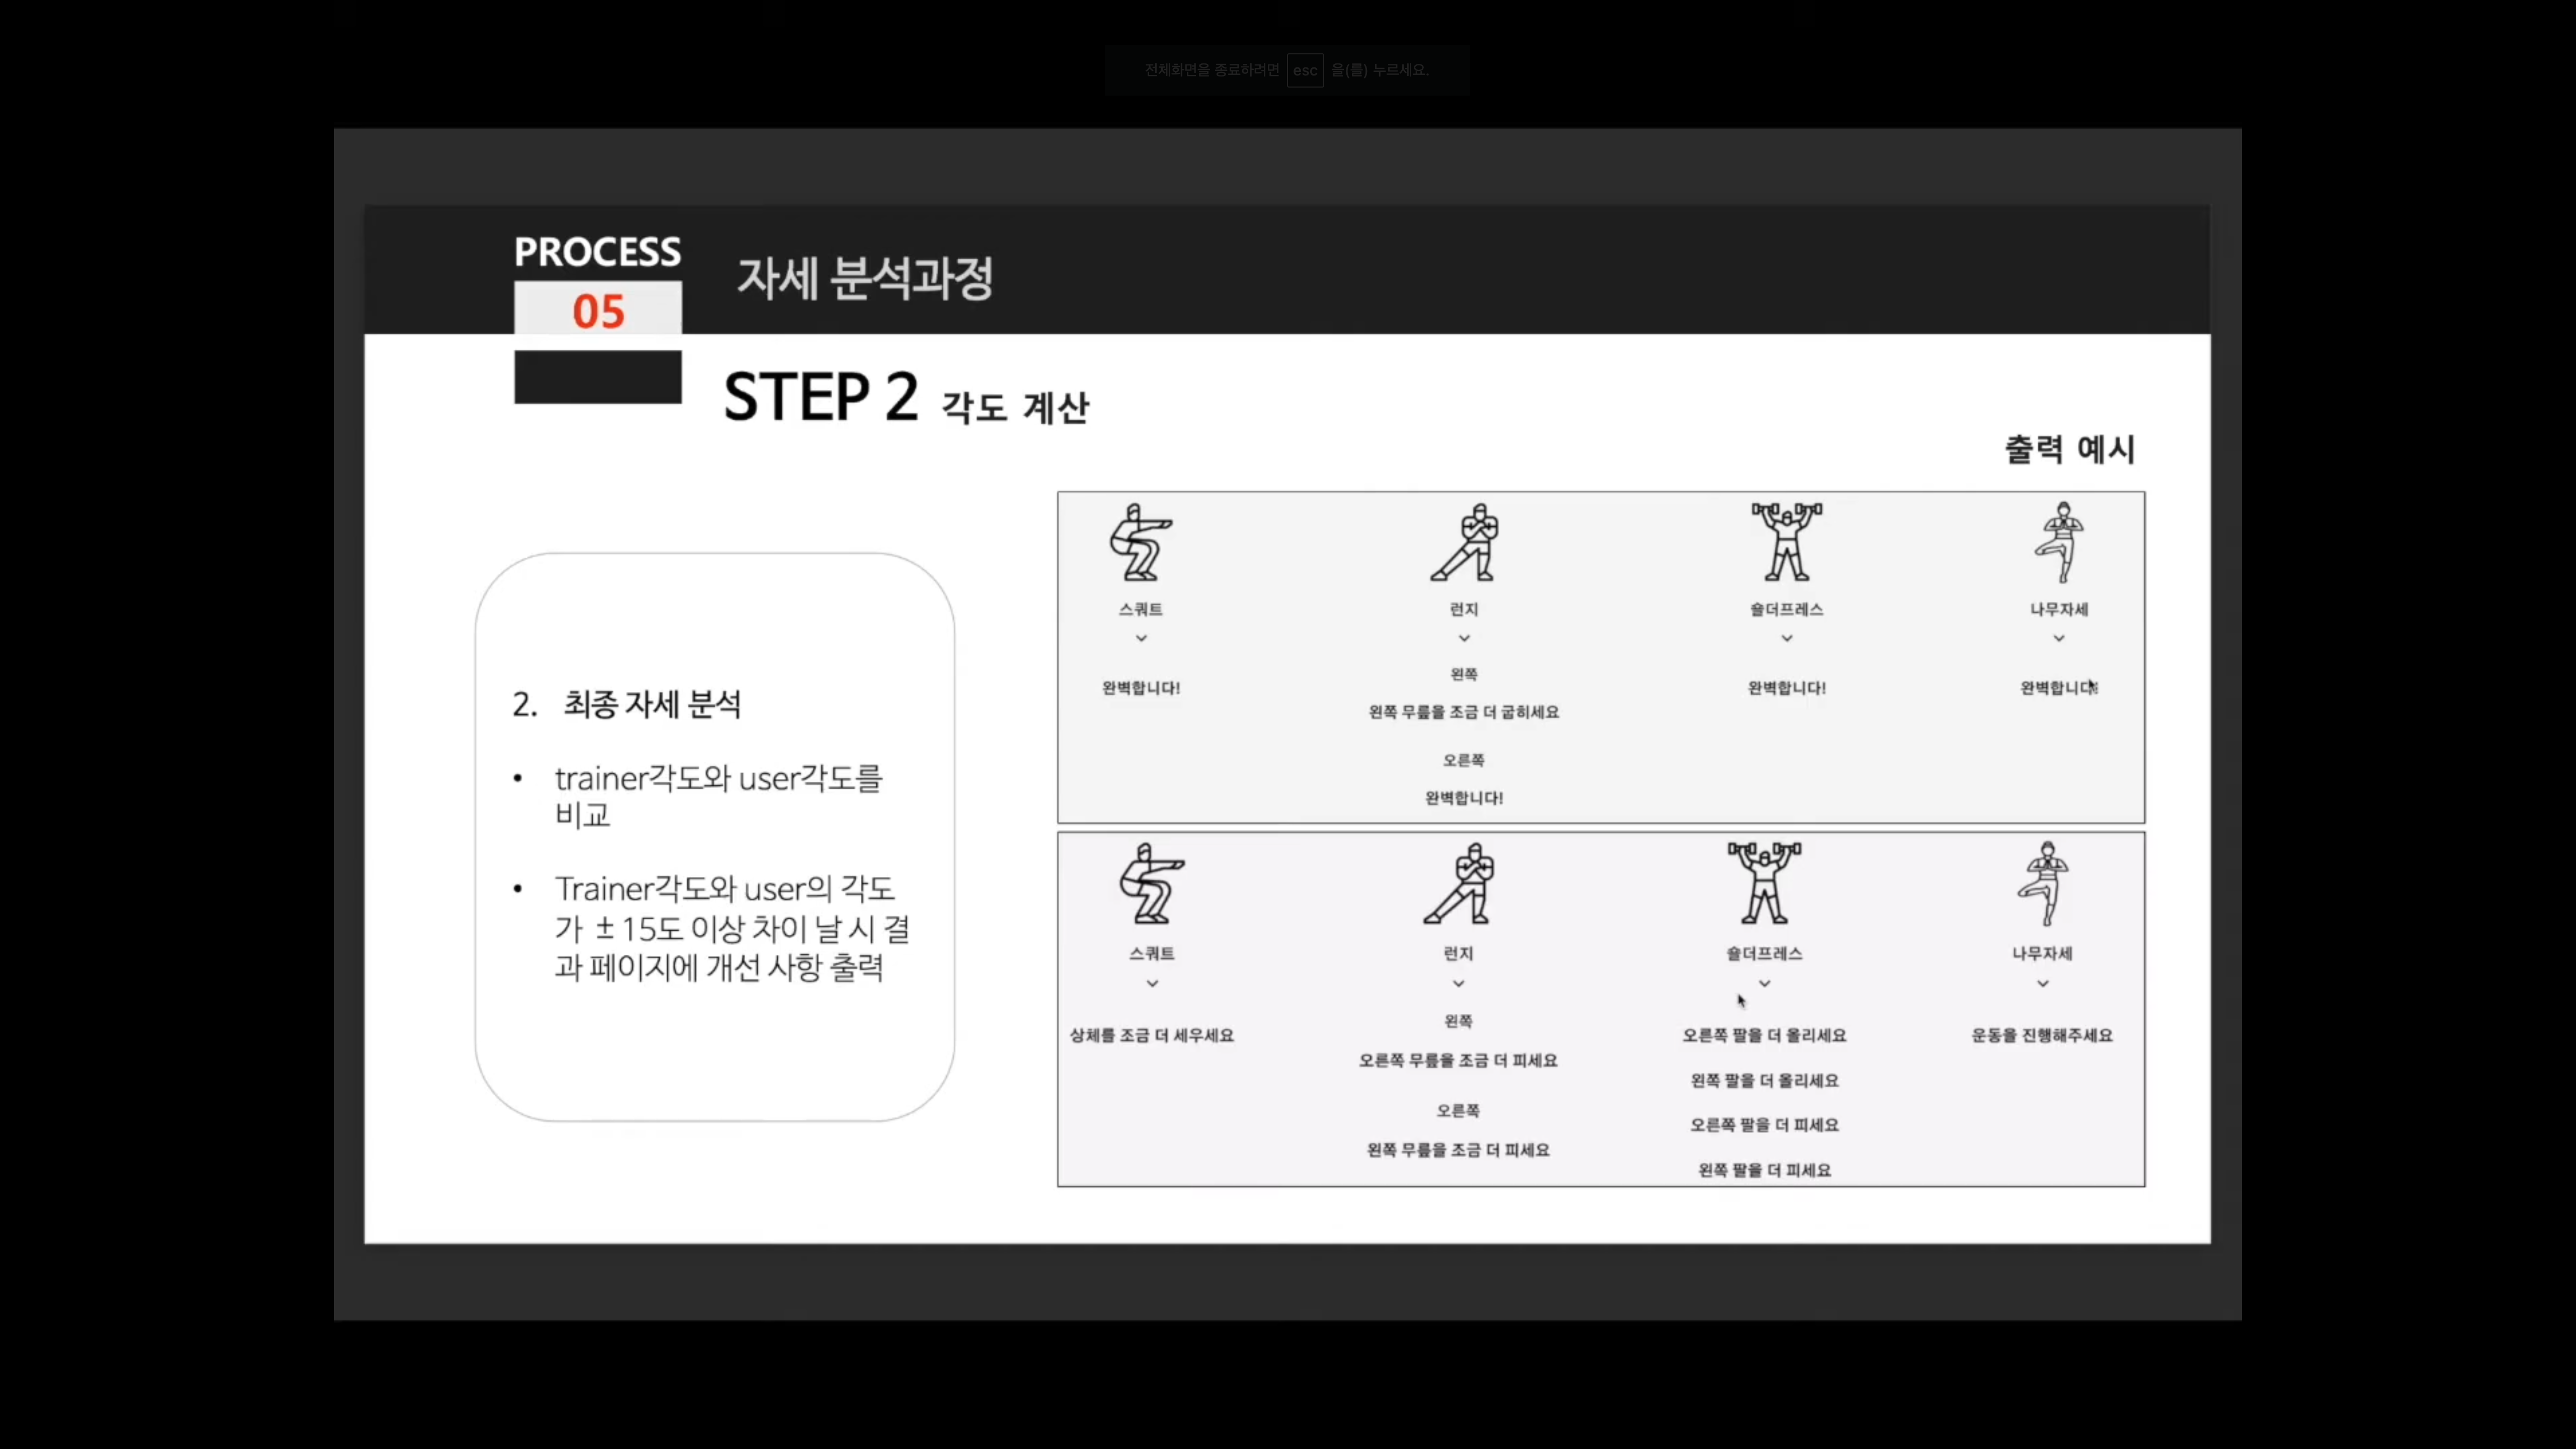 전체화면을 종료하려면 esc 을(를) 누르세요.
PROCESS
05
자세 분석과정
STEP 2 각도 계산
출력 예시
2. 최종 자세 분석
• trainer각도와 user각도를
비교
• Trainer각도와 user의 각도
가 ±15도 이상 차이 날 시 결
과 페이지에 개선 사항 출력
스쿼트 런지 숄더프레스 나무자세
완벽합니다! 왼쪽 완벽합니다! 완벽합니다!
왼쪽 무릎을 조금 더 굽히세요
오른쪽
완벽합니다!
스쿼트 런지 숄더프레스 나무자세
상체를 조금 더 세우세요 왼쪽 오른쪽 팔을 더 올리세요 운동을 진행해주세요
오른쪽 무릎을 조금 더 피세요 왼쪽 팔을 더 올리세요
오른쪽 오른쪽 팔을 더 피세요
왼쪽 무릎을 조금 더 피세요 왼쪽 팔을 더 피세요